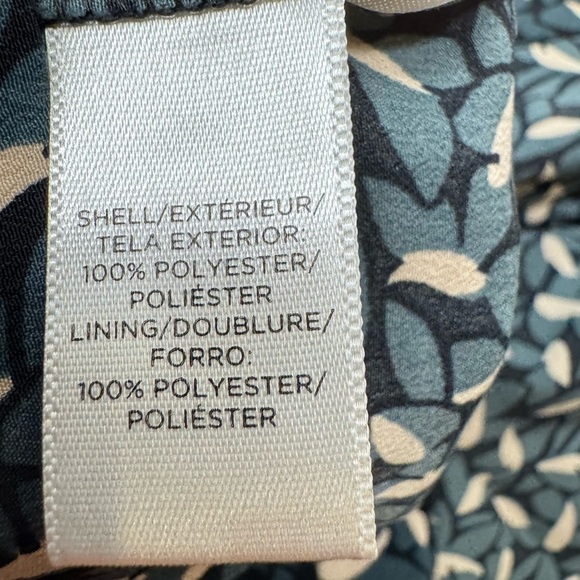 SHELL/EXTÉRIEUR/
TELA EXTERIOR:
100% POLYESTER/
POLIÉSTER
LINING/DOUBLURE/
FORRO:
100% POLYESTER/
POLIÉSTER